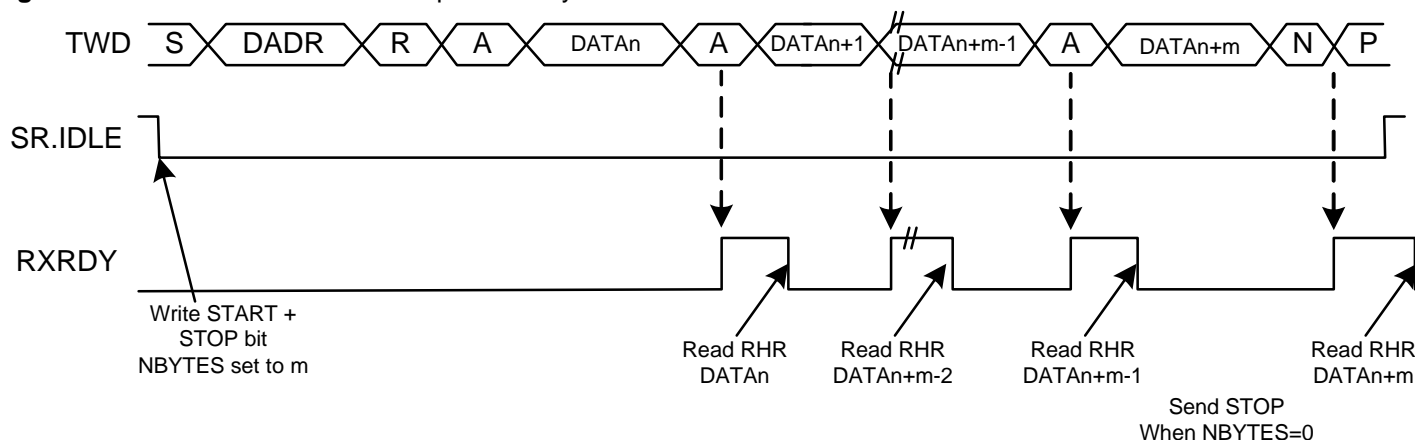 TWD S DADR R A DATAn A DATAn+1 DATAn+m-1 A DATAn+m N P
SR.IDLE
RXRDY
Write START +
STOP bit
NBYTES set to m
Read RHR
DATAn
Read RHR
DATAn+m-2
Read RHR
DATAn+m-1
Read RHR
DATAn+m
Send STOP
When NBYTES=0